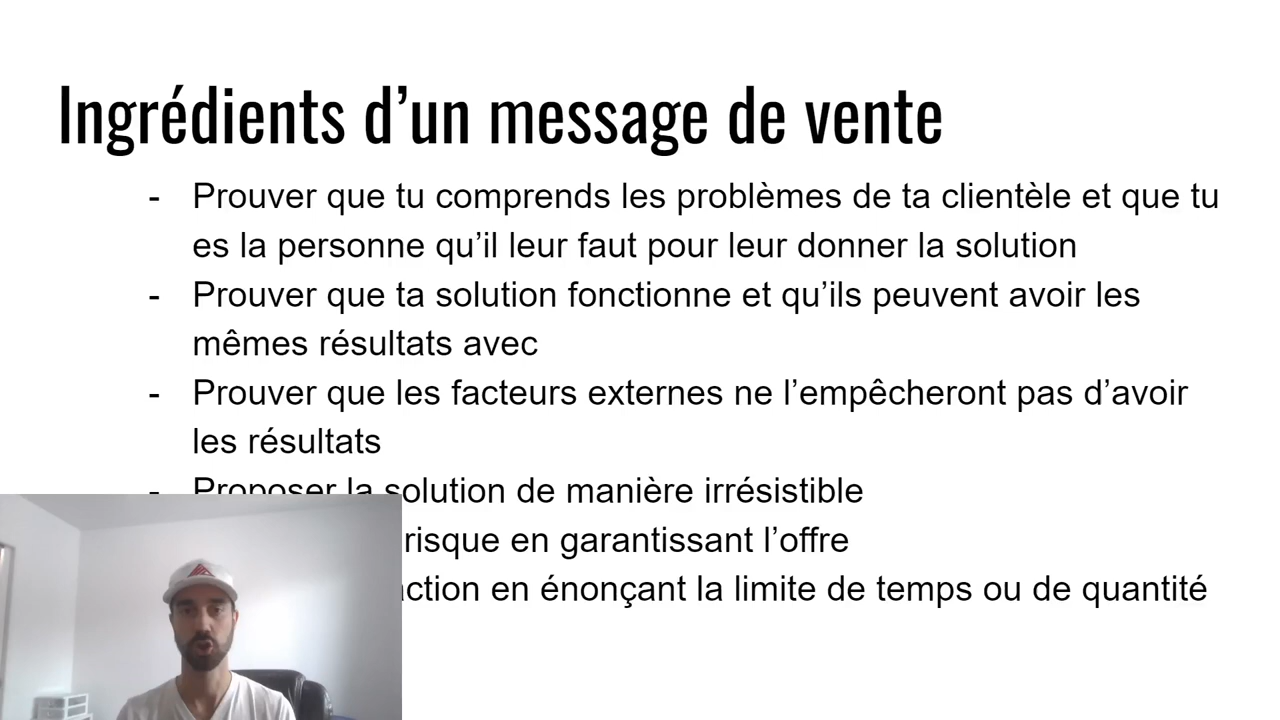 Ingrédients d’un message de vente
- Prouver que tu comprends les problèmes de ta clientèle et que tu
es la personne qu’il leur faut pour leur donner la solution
- Prouver que ta solution fonctionne et qu’ils peuvent avoir les
mêmes résultats avec
- Prouver que les facteurs externes ne l’empêcheront pas d’avoir
les résultats
- Proposer la solution de manière irrésistible
risque en garantissant l’offre
action en énonçant la limite de temps ou de quantité